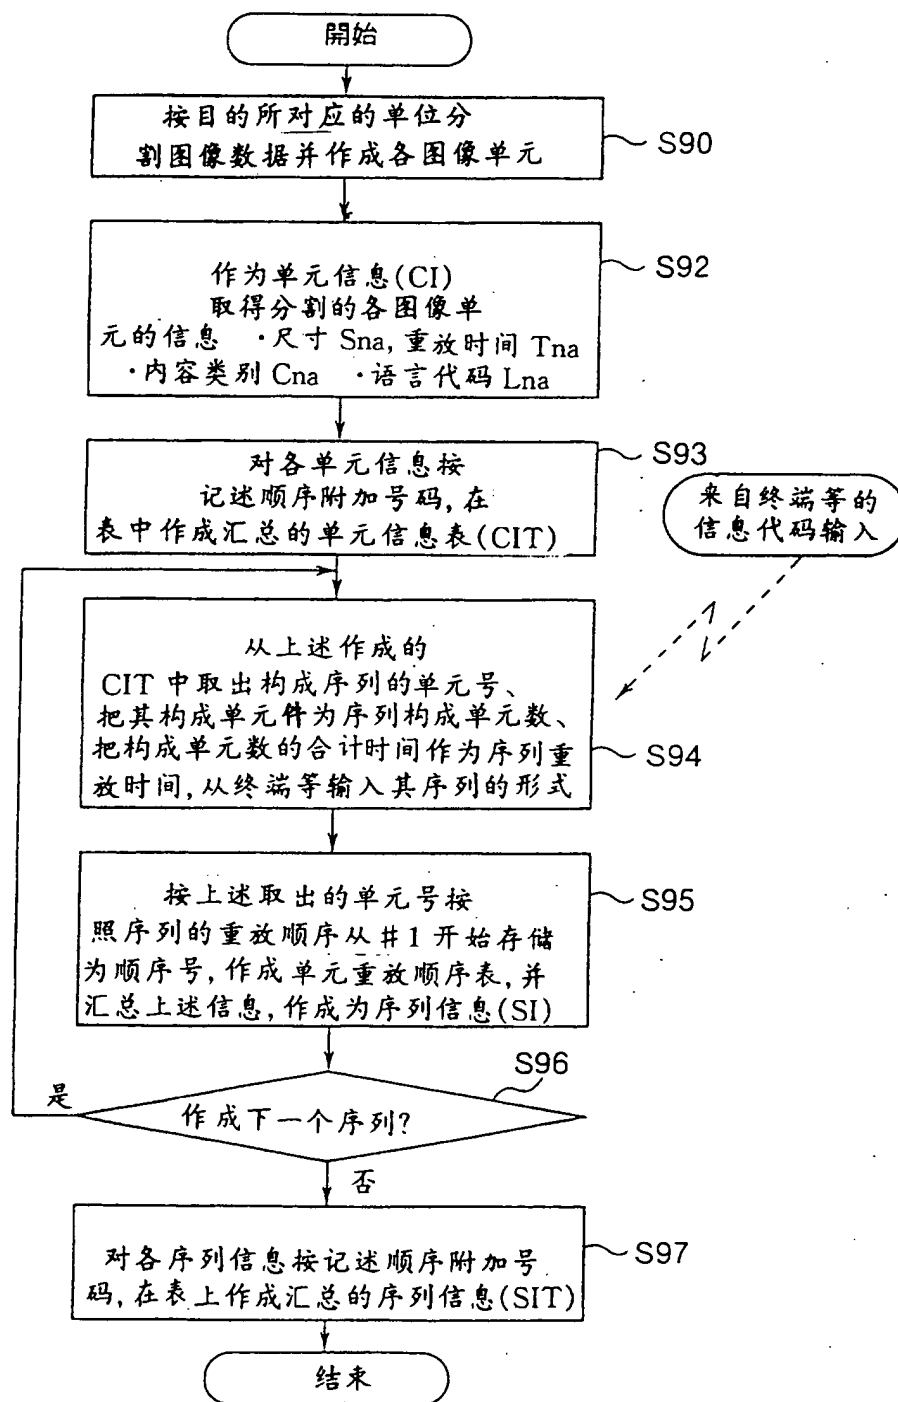 開始
按目的所对应的单位分
割图像数据并作成各图像单元
S90
作为单元信息(CI)
取得分割的各图像单
元的信息 ·尺寸 Sna,重放时间 Tna
·内容类别 Cna ·语言代码 Lna
S92
对各单元信息按
记述顺序附加号码,在
表中作成汇总的单元信息表(CIT)
S93
来自终端等的
信息代码输入
从上述作成的
CIT 中取出构成序列的单元号、
把其构成单元件为序列构成单元数、
把构成单元数的合计时间作为序列重
放时间,从终端等输入其序列的形式
S94
按上述取出的单元号按
照序列的重放顺序从 #1 开始存储
为顺序号,作成单元重放顺序表,并
汇总上述信息,作成为序列信息(SI)
S95
S96
是
作成下一个序列?
否
对各序列信息按记述顺序附加号
码,在表上作成汇总的序列信息(SIT)
S97
结束